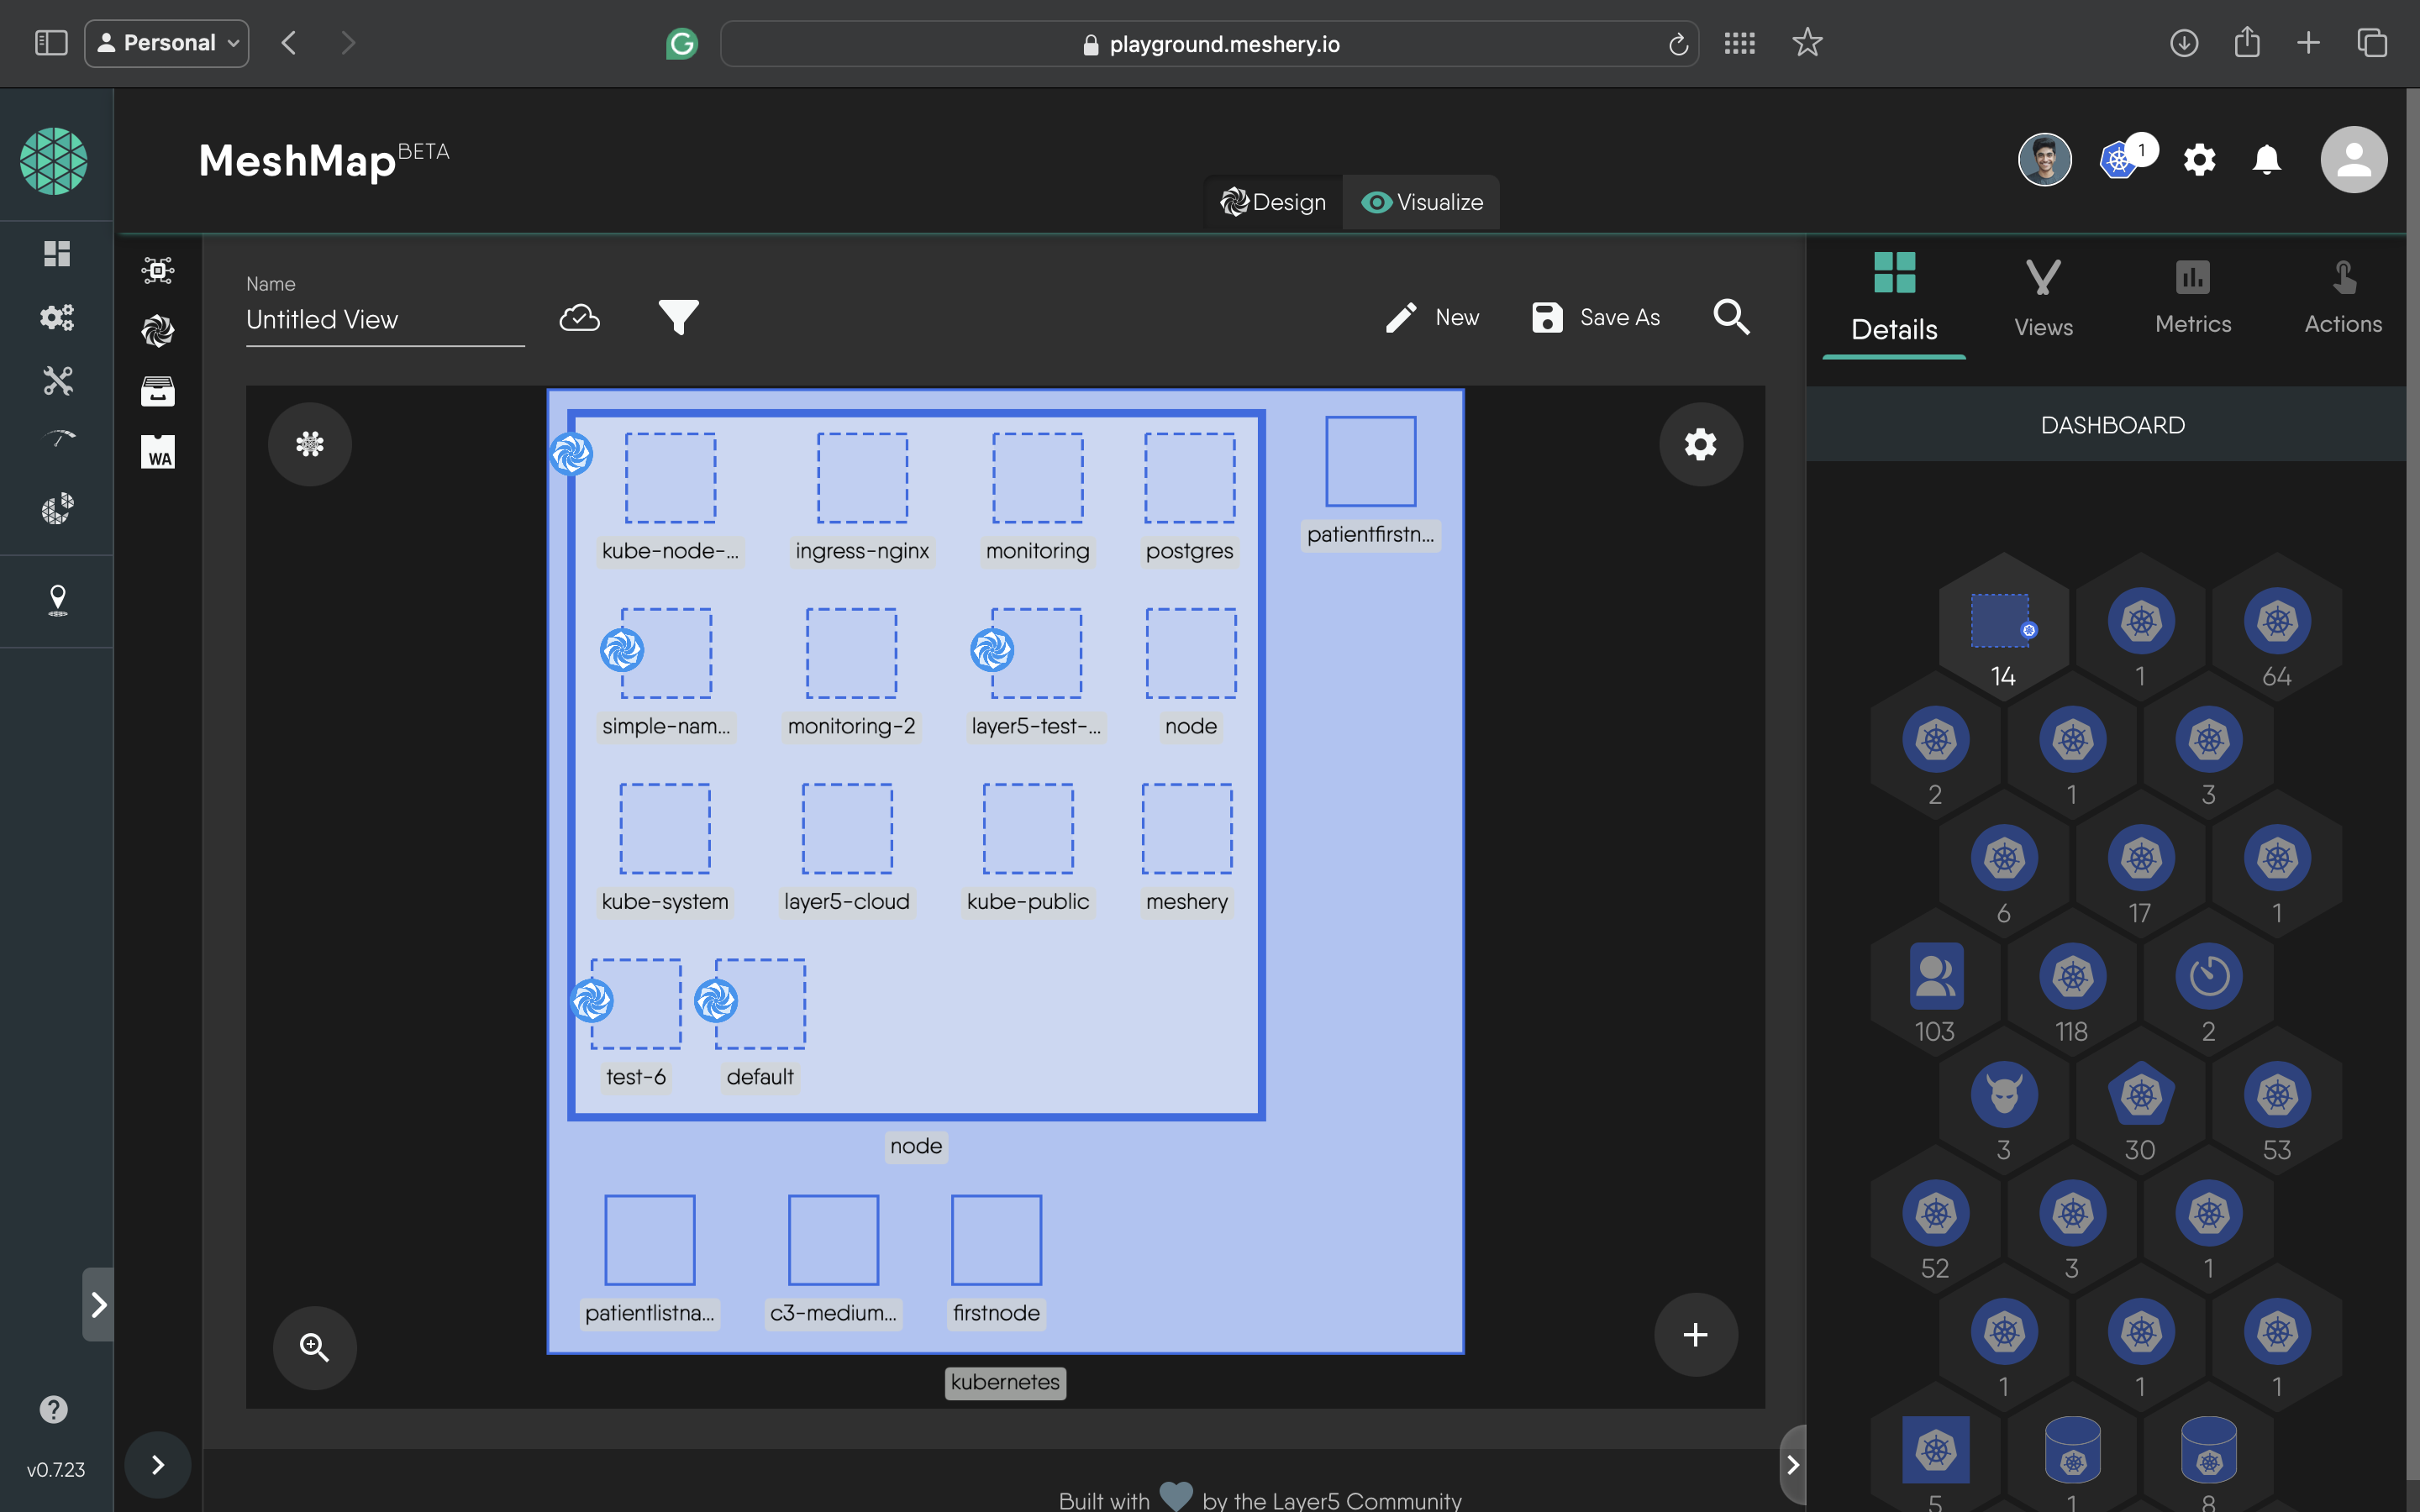 Personal
playground.meshery.io
MeshMap BETA
1
Design
Visualize
Name
Untitled View
New
Save As
Details
Views
Metrics
Actions
WA
DASHBOARD
kube-node-...
ingress-nginx
monitoring
postgres
patientfirstn...
simple-nam...
monitoring-2
layer5-test-...
node
kube-system
layer5-cloud
kube-public
meshery
test-6
default
node
patientlistna...
c3-medium...
firstnode
kubernetes
14
1
64
2
1
3
6
17
1
103
118
2
3
30
53
52
3
1
1
1
1
5
1
8
v0.7.23
Built with by the Layer5 Community